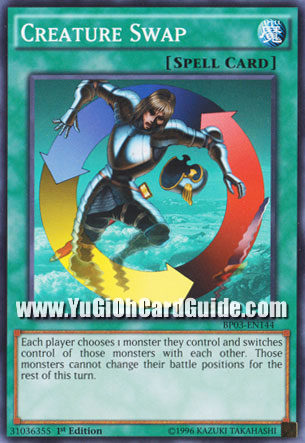 CREATURE SWAP
[SPELL CARD]
www.YuGiOhCardGuide.com
BP03-EN144
Each player chooses 1 monster they control and switches
control of those monsters with each other. Those
monsters cannot change their battle positions for the
rest of this turn.
31036355 1st Edition ©1996 KAZUKI TAKAHASHI